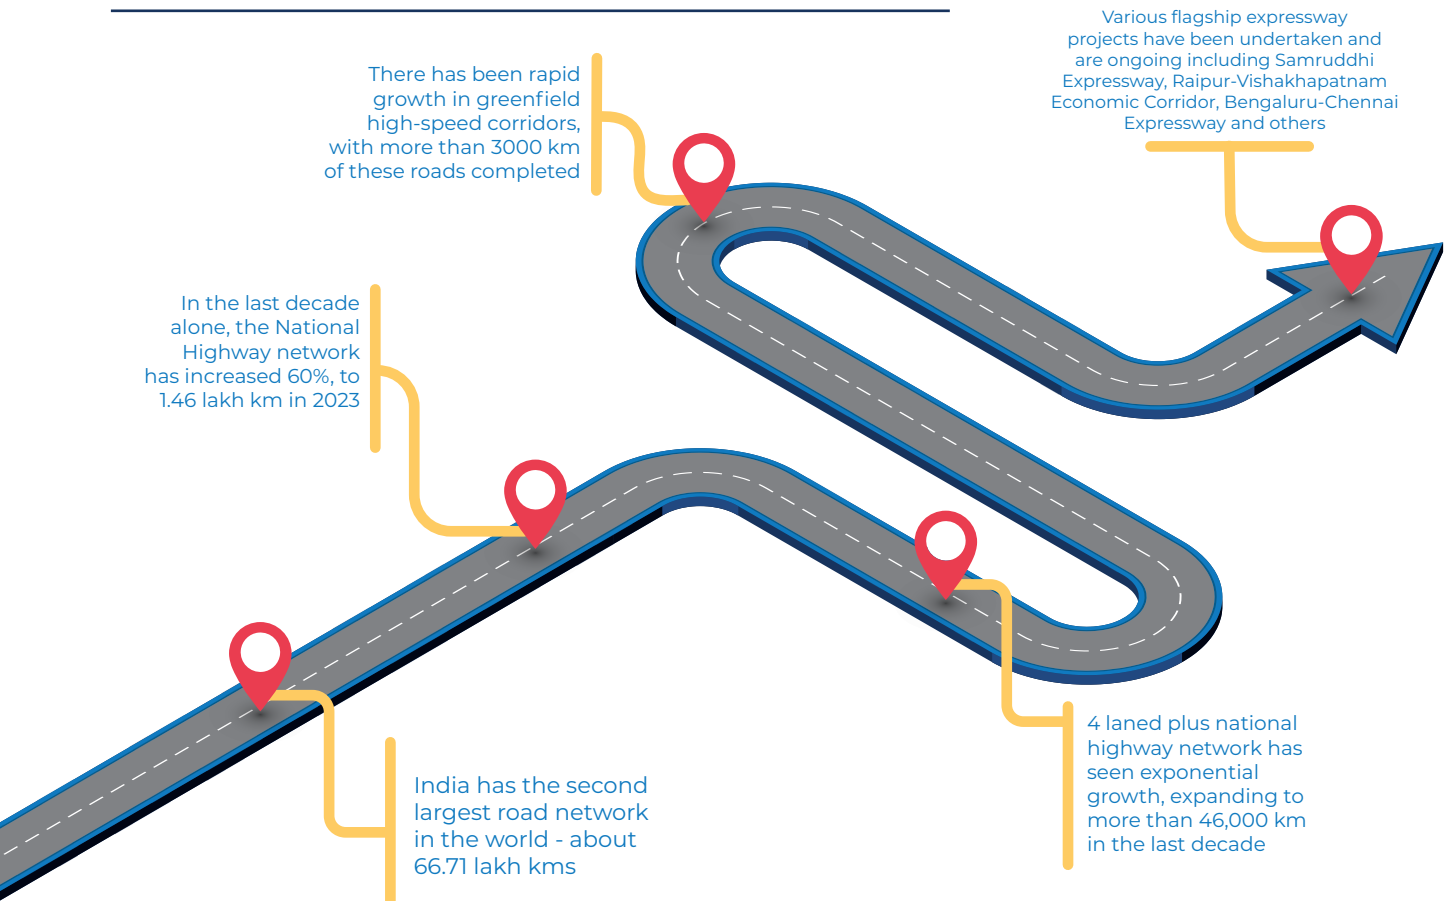 Various flagship expressway
projects have been undertaken and
are ongoing including Samruddhi
Expressway, Raipur-Vishakhapatnam
Economic Corridor, Bengaluru-Chennai
Expressway and others
There has been rapid
growth in greenfield
high-speed corridors,
with more than 3000 km
of these roads completed
In the last decade
alone, the National
Highway network
has increased 60%, to
1.46 lakh km in 2023
4 laned plus national
highway network has
seen exponential
growth, expanding to
more than 46,000 km
in the last decade
India has the second
largest road network
in the world - about
66.71 lakh kms